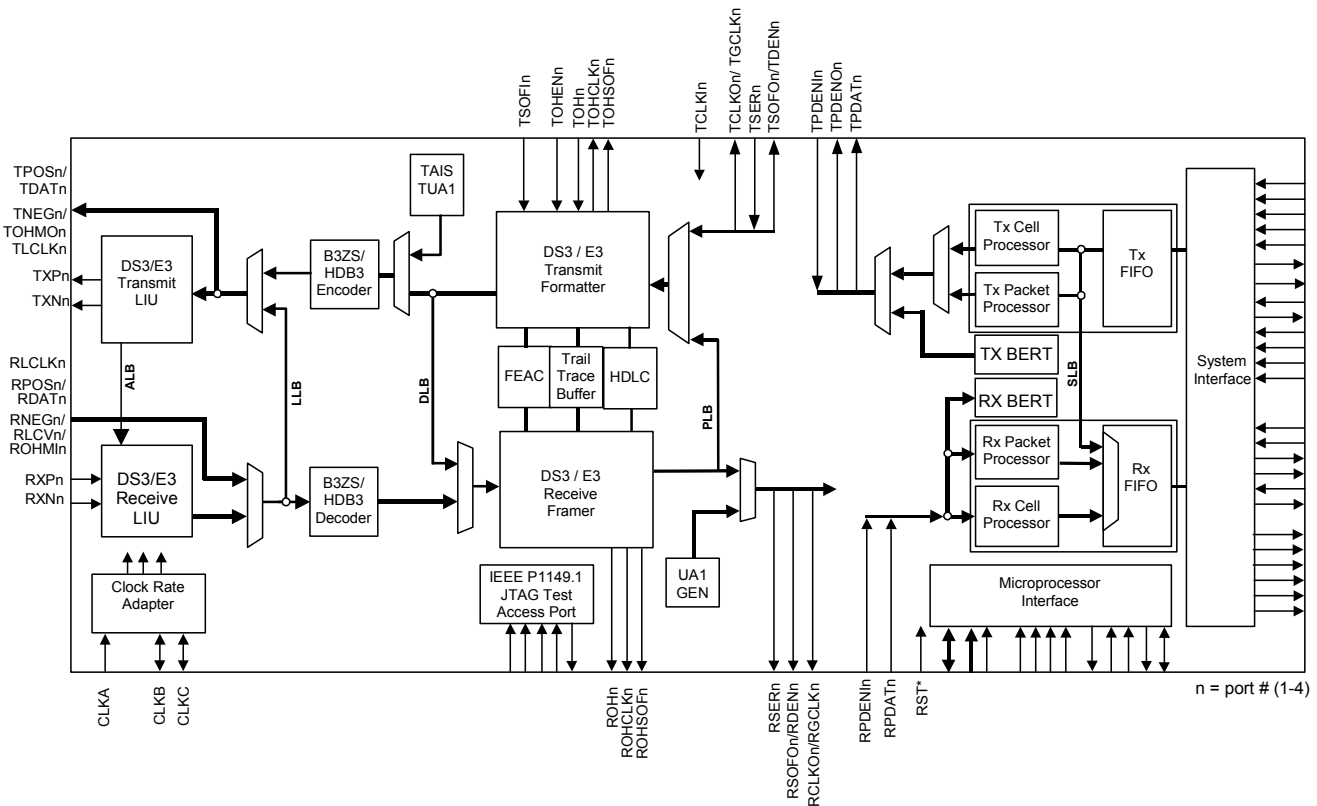 TSOFIn
TOHENn
TOHn
TOHCLKn
TOHSOFn
TCLKIn
TCLKOn/ TGCLKn
TSERn
TSOFOn/TDENn
TPDENIn
TPDENOn
TPDATn
TPOSn/
TDATn
TNEGn/
TOHMOn
TLCLKn
TXPn
TXNn
RLCLKn
RPOSn/
RDATn
RNEGn/
RLCVn/
ROHMIn
RXPn
RXNn
DS3/E3
Transmit
LIU
ALB
DS3/E3
Receive
LIU
Clock Rate
Adapter
CLKA
CLKB
CLKC
LLB
TAIS
TUA1
B3ZS/
HDB3
Encoder
B3ZS/
HDB3
Decoder
DLB
DS3 / E3
Transmit
Formatter
FEAC
Trail
Trace
Buffer
HDLC
DS3 / E3
Receive
Framer
IEEE P1149.1
JTAG Test
Access Port
PLB
UA1
GEN
ROHn
ROHCLKn
ROHSOFn
RSERn
RSOFOn/RDENn
RCLKOn/RGCLKn
RPDENIn
RPDATn
RST*
Tx Cell
Processor
Tx Packet
Processor
Tx
FIFO
TX BERT
SLB
RX BERT
Rx Packet
Processor
Rx Cell
Processor
Rx
FIFO
Microprocessor
Interface
System
Interface
n = port # (1-4)